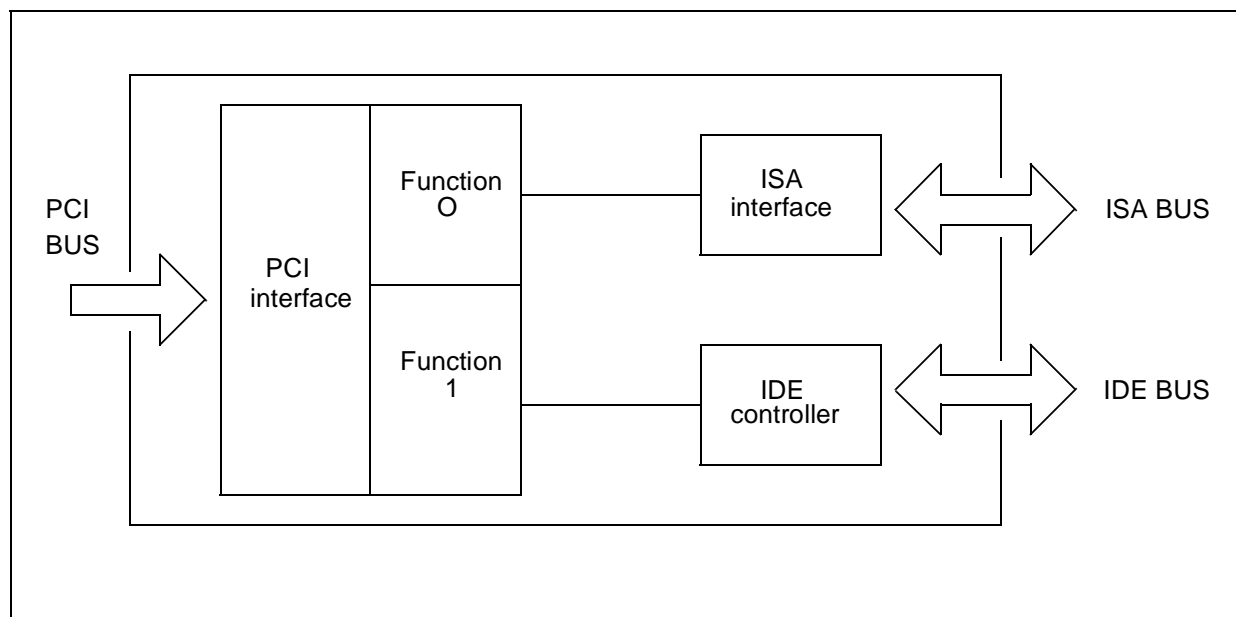 PCI
BUS
PCI
interface
Function
O
Function
1
ISA
interface
IDE
controller
ISA BUS
IDE BUS